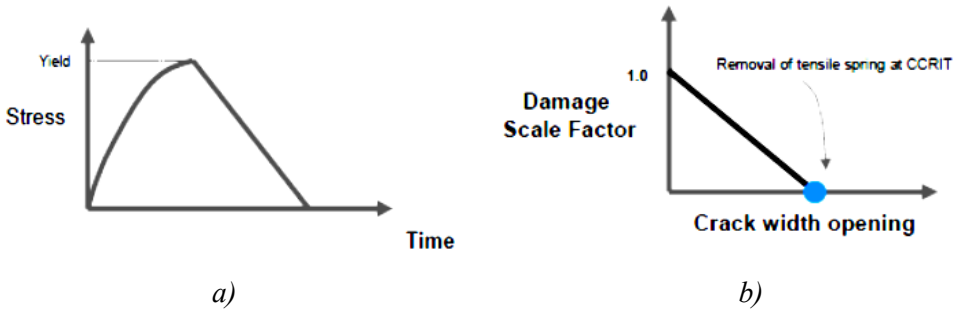 Yield
Stress
Time
a)
1.0
Removal of tensile spring at CCRIT
Damage
Scale Factor
Crack width opening
b)